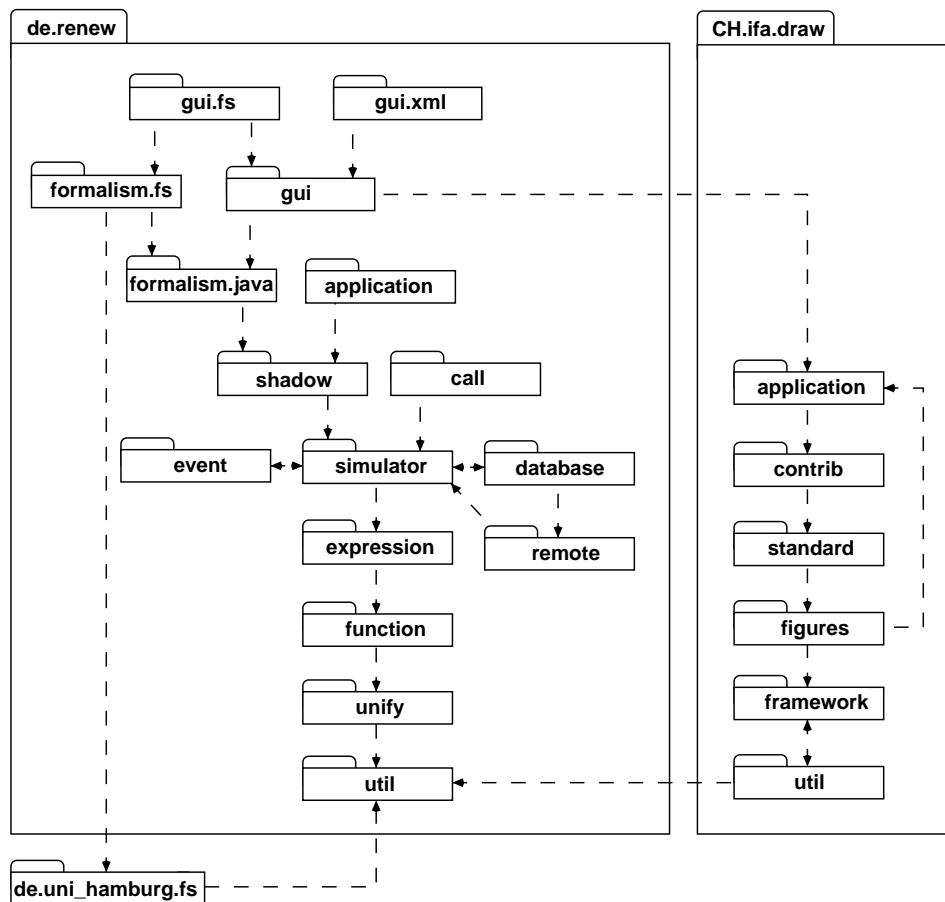 de.renew
CH.ifa.draw
gui.fs
gui.xml
formalism.fs
gui
formalism.java
application
shadow
call
application
event
simulator
database
contrib
expression
remote
standard
function
figures
unify
framework
util
util
de.uni_hamburg.fs